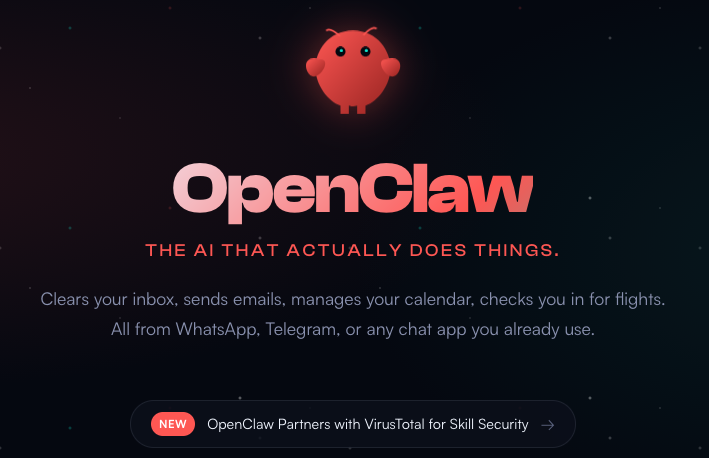 OpenClaw
THE AI THAT ACTUALLY DOES THINGS.
Clears your inbox, sends emails, manages your calendar, checks you in for flights.
All from WhatsApp, Telegram, or any chat app you already use.
NEW OpenClaw Partners with VirusTotal for Skill Security →